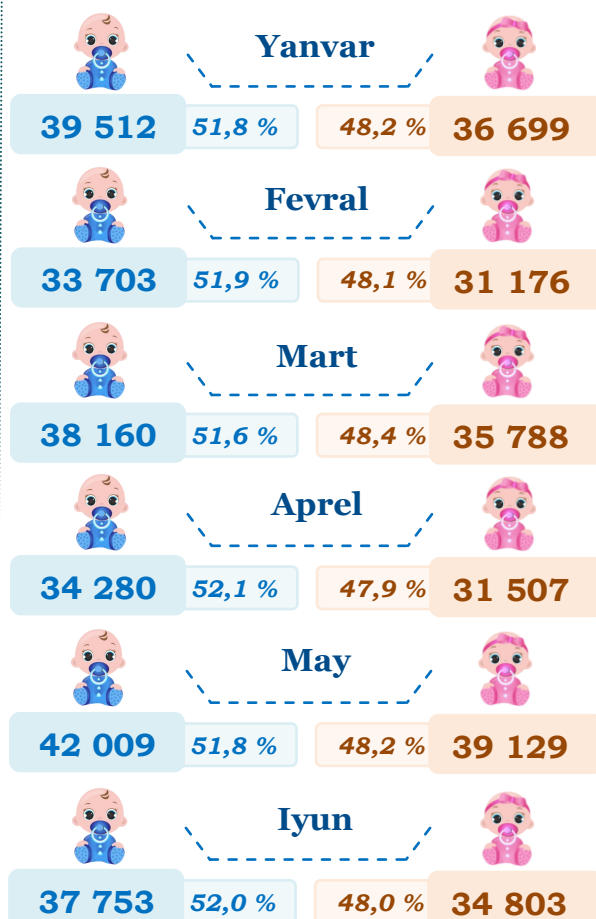 Yanvar
39 512 51,8 % 48,2 % 36 699
Fevral
33 703 51,9 % 48,1 % 31 176
Mart
38 160 51,6 % 48,4 % 35 788
Aprel
34 280 52,1 % 47,9 % 31 507
May
42 009 51,8 % 48,2 % 39 129
Iyun
37 753 52,0 % 48,0 % 34 803